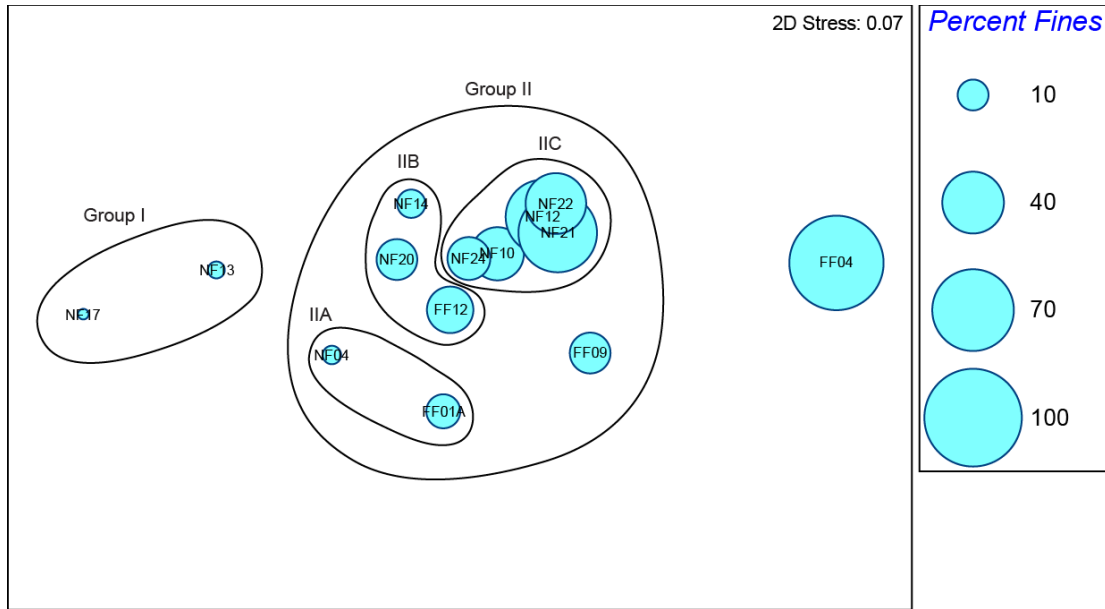 2D Stress: 0.07
Percent Fines
10
40
70
100
Group II
IIC
IIB
NF14
NF22
NF12
NF21
Group I
NF20
NF24
NF10
NF13
FF04
NF17
FF12
IIA
NF04
FF09
FF01A